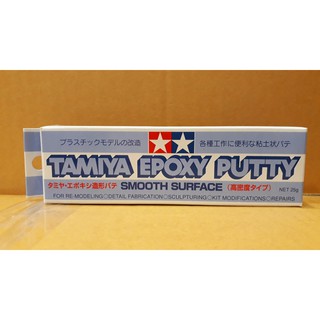 プラスチックモデルの改造 各種工作に便利な粘土状パテ
TAMIYA EPOXY PUTTY
タミヤ・エポキシ造形パテ SMOOTH SURFACE (高密度タイプ) NET 25g
FOR RE-MODELING○DETAIL FABRICATION○SCULPTURING○KIT MODIFICATIONS○REPAIRS